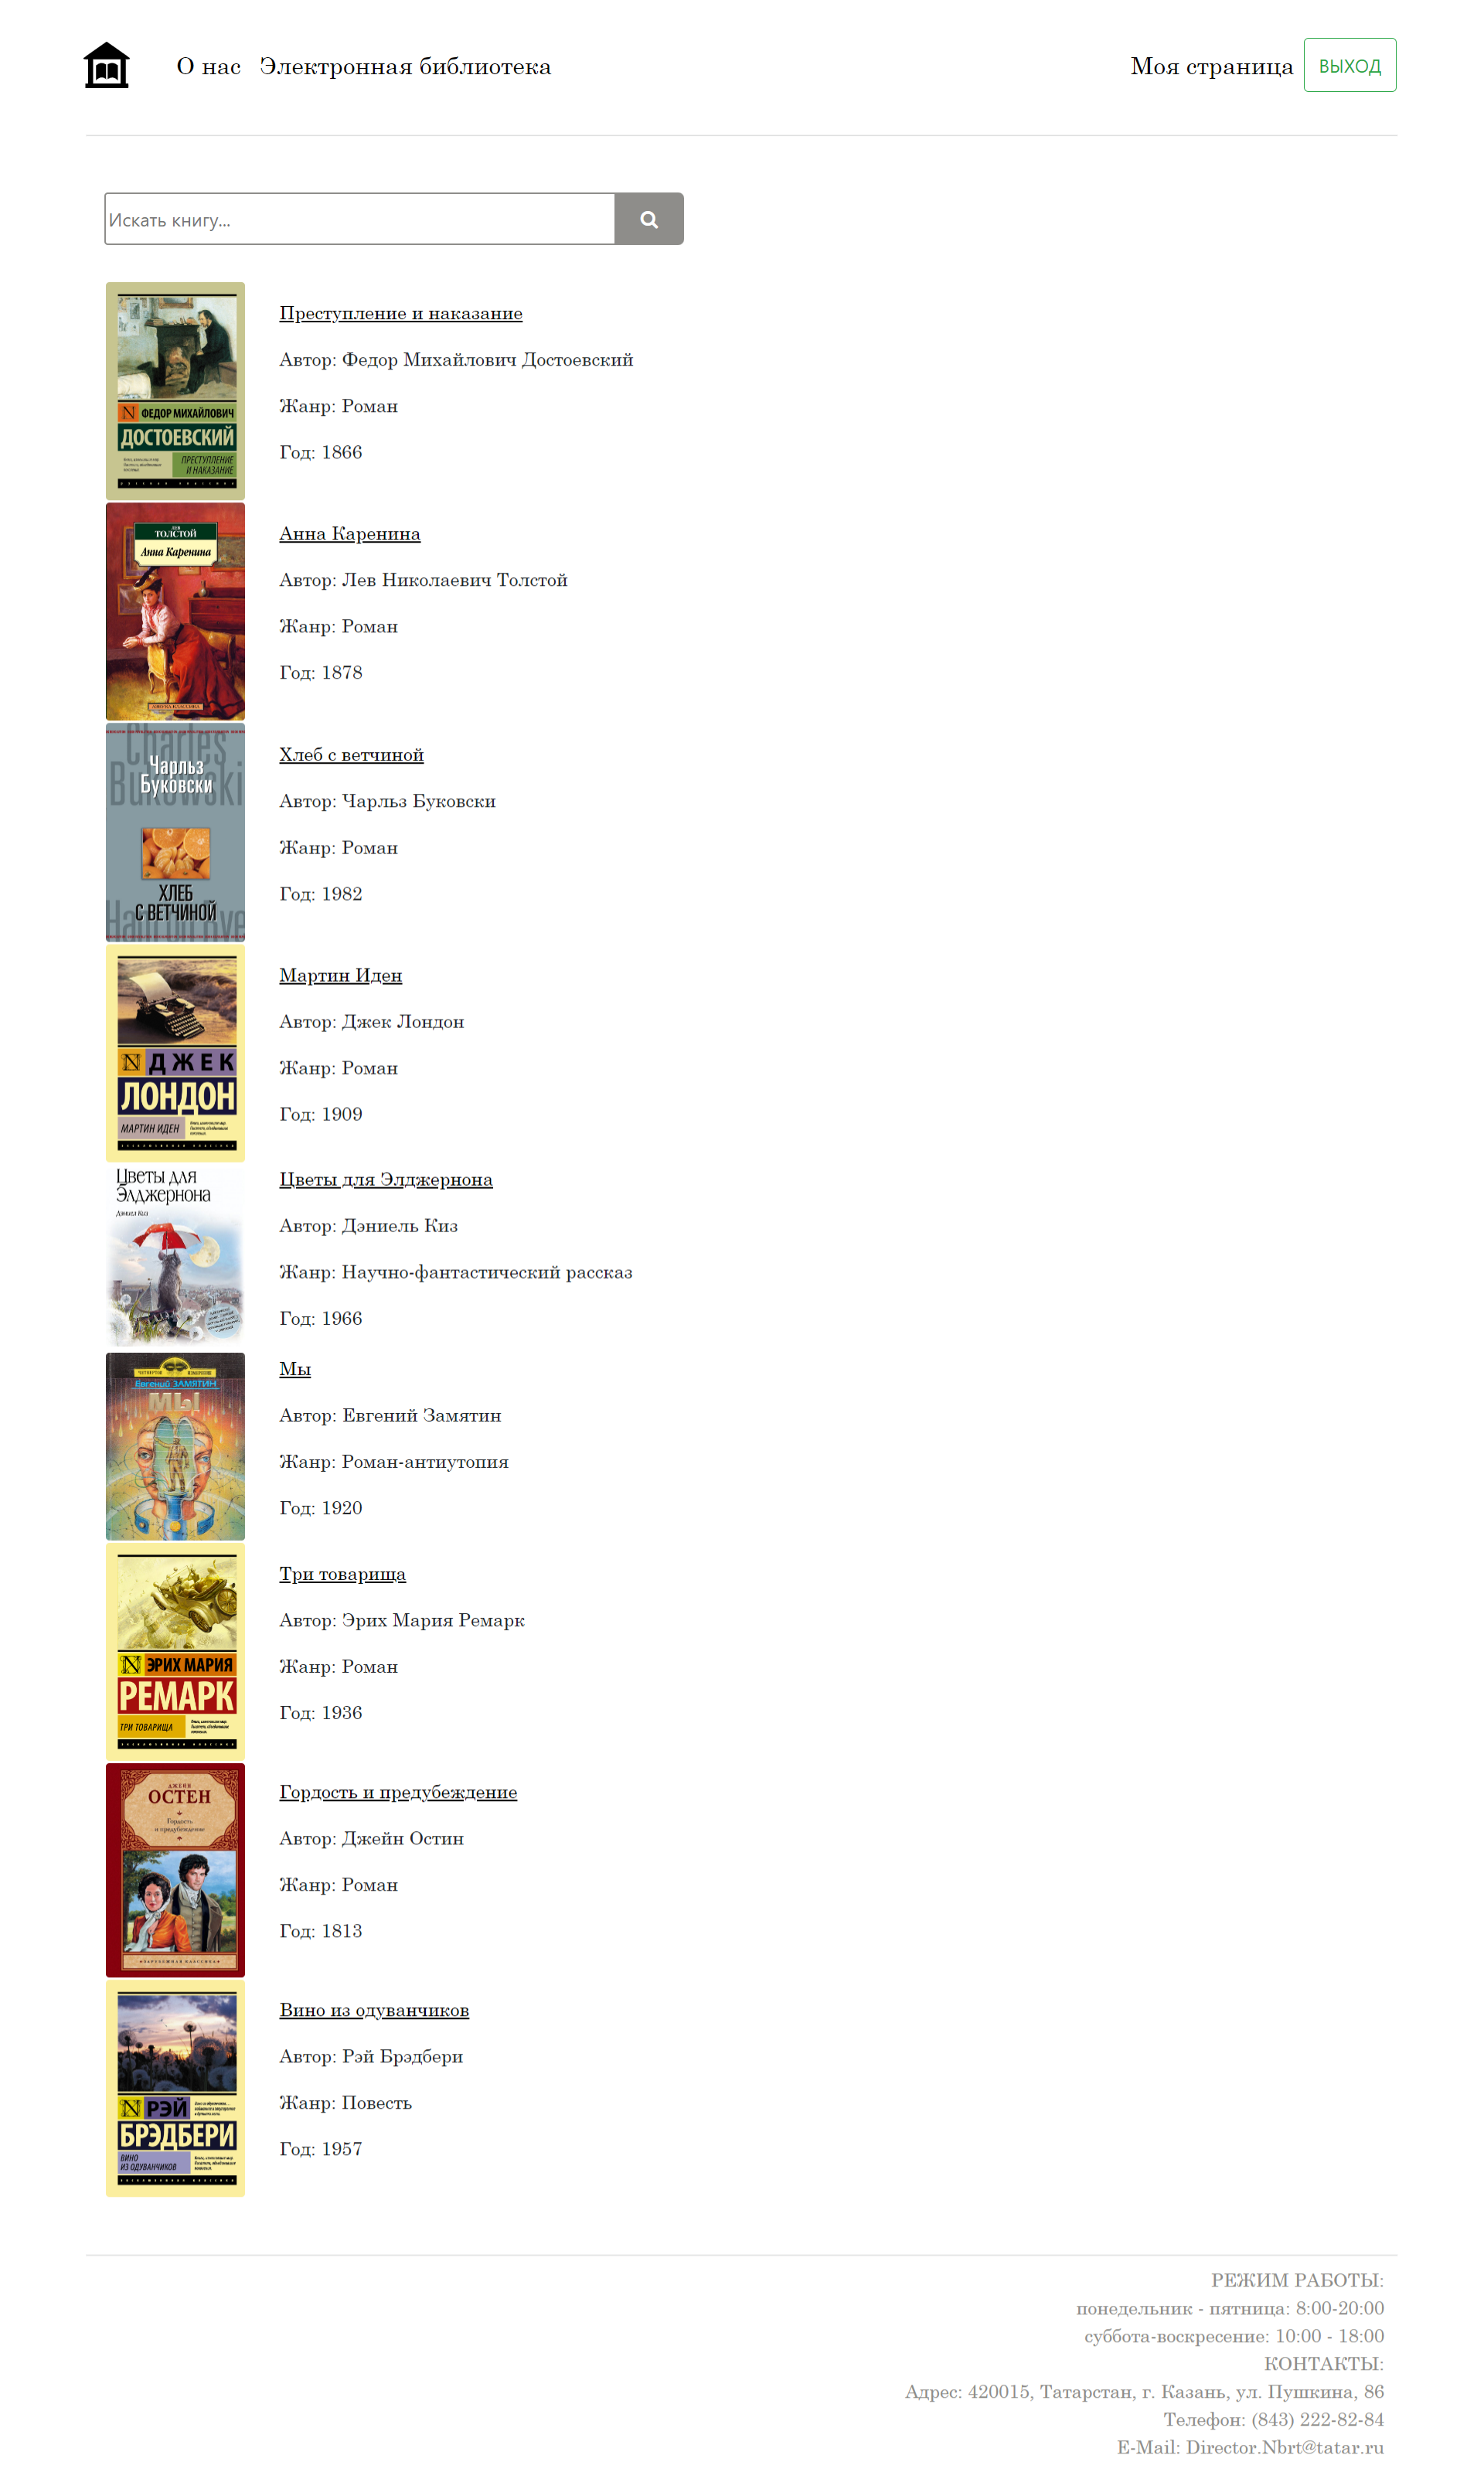 О нас Электронная библиотека Моя страница ВЫХОД
Искать книгу...
Преступление и наказание
Автор: Федор Михайлович Достоевский
Жанр: Роман
Год: 1866
ФЕДОР МИХАЙЛОВИЧ
ДОСТОЕВСКИЙ
ПРЕСТУПЛЕНИЕ
И НАКАЗАНИЕ
ЛЕВ
ТОЛСТОЙ
Анна Каренина
Анна Каренина
Автор: Лев Николаевич Толстой
Жанр: Роман
Год: 1878
Charles
Bukowski
Чарльз
Буковски
ХЛЕБ
С ВЕТЧИНОЙ
Ham on Rye
Хлеб с ветчиной
Автор: Чарльз Буковски
Жанр: Роман
Год: 1982
ДЖЕК
ЛОНДОН
МАРТИН ИДЕН
Мартин Иден
Автор: Джек Лондон
Жанр: Роман
Год: 1909
Цветы для
Элджернона
Дэниел Киз
Цветы для Элджернона
Автор: Дэниель Киз
Жанр: Научно-фантастический рассказ
Год: 1966
ЧЕТВЕРТОЕ ИЗМЕРЕНИЕ
Евгений ЗАМЯТИН
МЫ
Мы
Автор: Евгений Замятин
Жанр: Роман-антиутопия
Год: 1920
ЭРИХ МАРИЯ
РЕМАРК
ТРИ ТОВАРИЩА
Три товарища
Автор: Эрих Мария Ремарк
Жанр: Роман
Год: 1936
ДЖЕЙН
ОСТЕН
Гордость
и предубеждение
Гордость и предубеждение
Автор: Джейн Остин
Жанр: Роман
Год: 1813
РЭЙ
БРЭДБЕРИ
ВИНО
ИЗ ОДУВАНЧИКОВ
Вино из одуванчиков
Автор: Рэй Брэдбери
Жанр: Повесть
Год: 1957
РЕЖИМ РАБОТЫ:
понедельник - пятница: 8:00-20:00
суббота-воскресение: 10:00 - 18:00
КОНТАКТЫ:
Адрес: 420015, Татарстан, г. Казань, ул. Пушкина, 86
Телефон: (843) 222-82-84
E-Mail: Director.Nbrt@tatar.ru